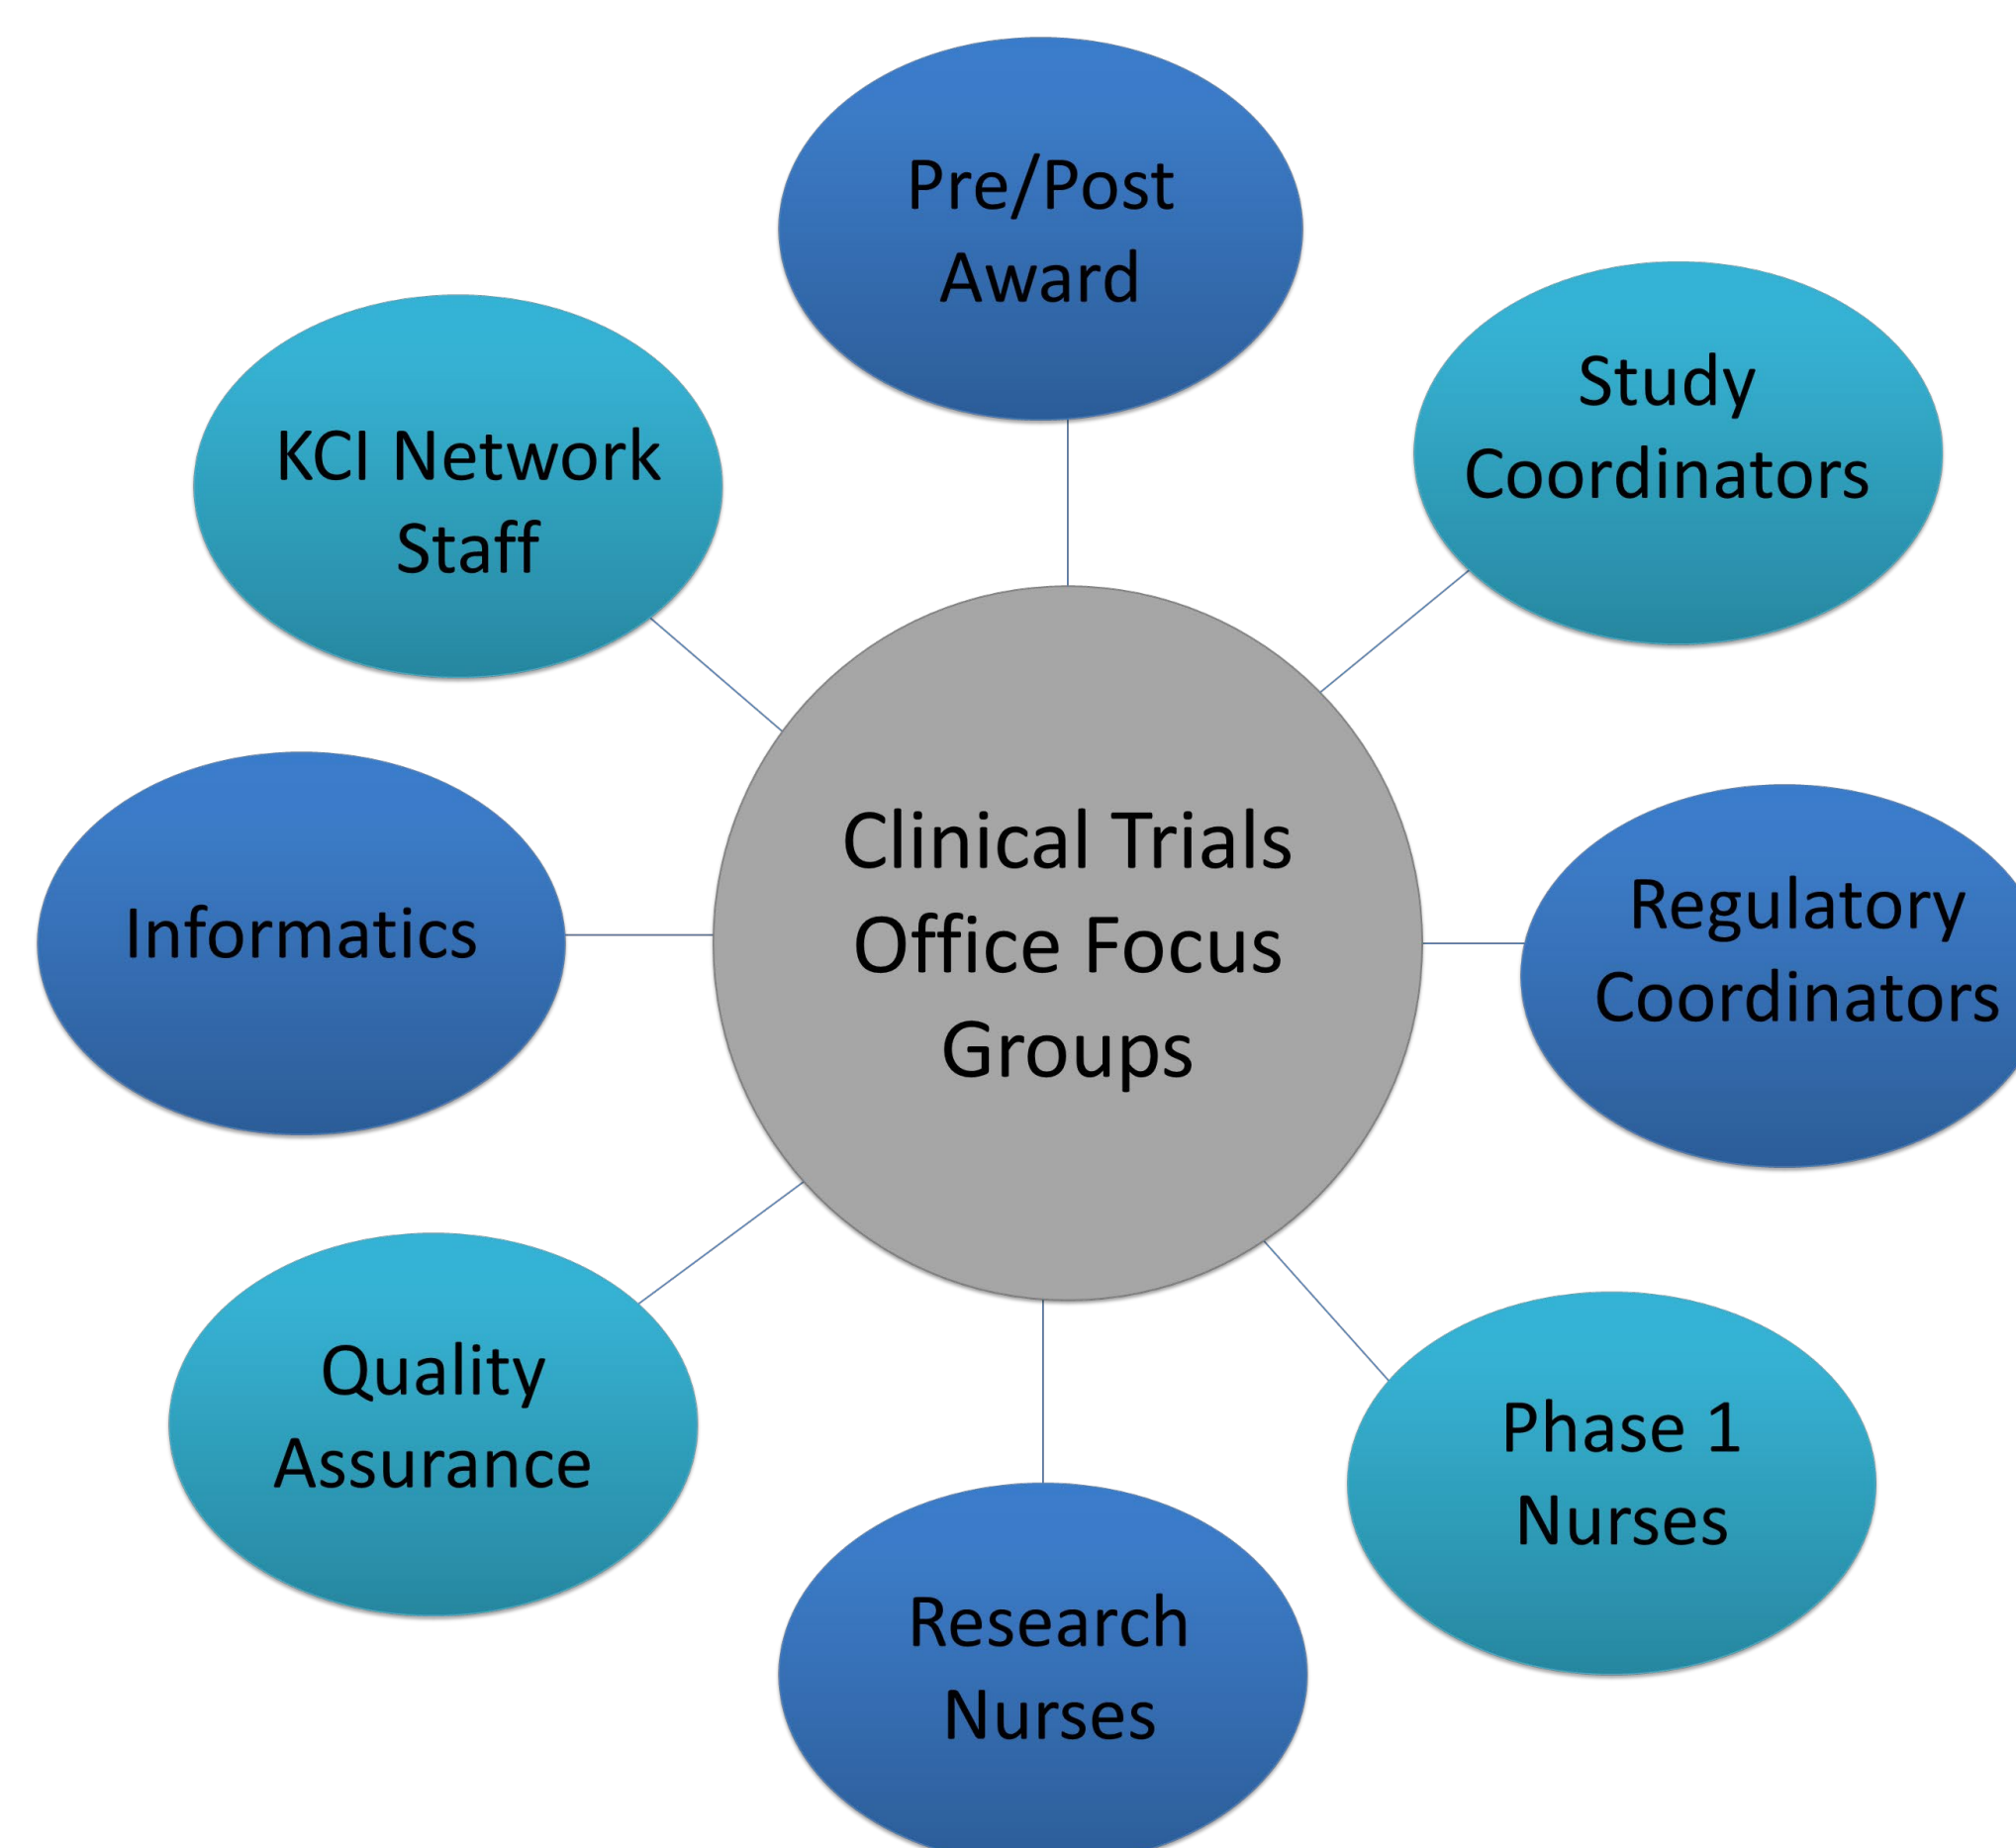 Pre/Post
Award
Study
Coordinators
KCI Network
Staff
Clinical Trials
Office Focus
Groups
Regulatory
Coordinators
Informatics
Quality
Assurance
Phase 1
Nurses
Research
Nurses